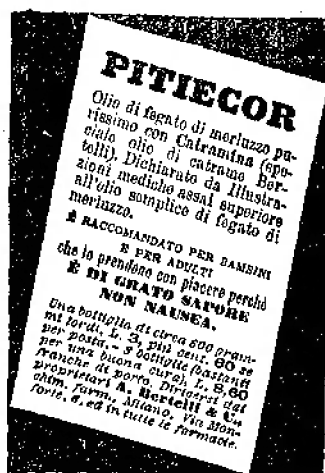 PITIECOR
Olio di fegato di merluzzo pu-
rissimo con Catramina (spe-
ciale olio di catrame Ber-
telli), Dichiarato da Illustra-
zioni mediche assai superiore
all'olio semplice di fegato di
merluzzo.
È RACCOMANDATO PER BAMBINI
E PER ADULTI
che lo prendono con piacere perchè
È DI GRATO SAPORE
NON NAUSEA.
Una bottiglia di circa 500 gram-
mi lordi, L. 3, più cent. 60 se
per posta. - 3 bottiglie (bastanti
per una buona cura) L. 8,60
franche di porto. Dirigersi dai
proprietari A. Bertelli & C.,
chim. farm., Milano, Via Mon-
forte, 6, ed in tutte le farmacie.